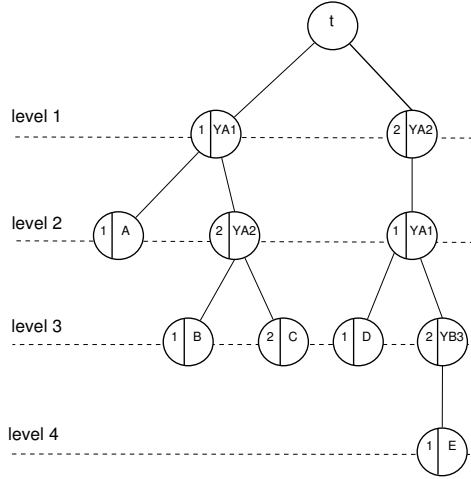 t
level 1
1 YA1
2 YA2
level 2
1 A
2 YA2
1 YA1
level 3
1 B
2 C
1 D
2 YB3
level 4
1 E